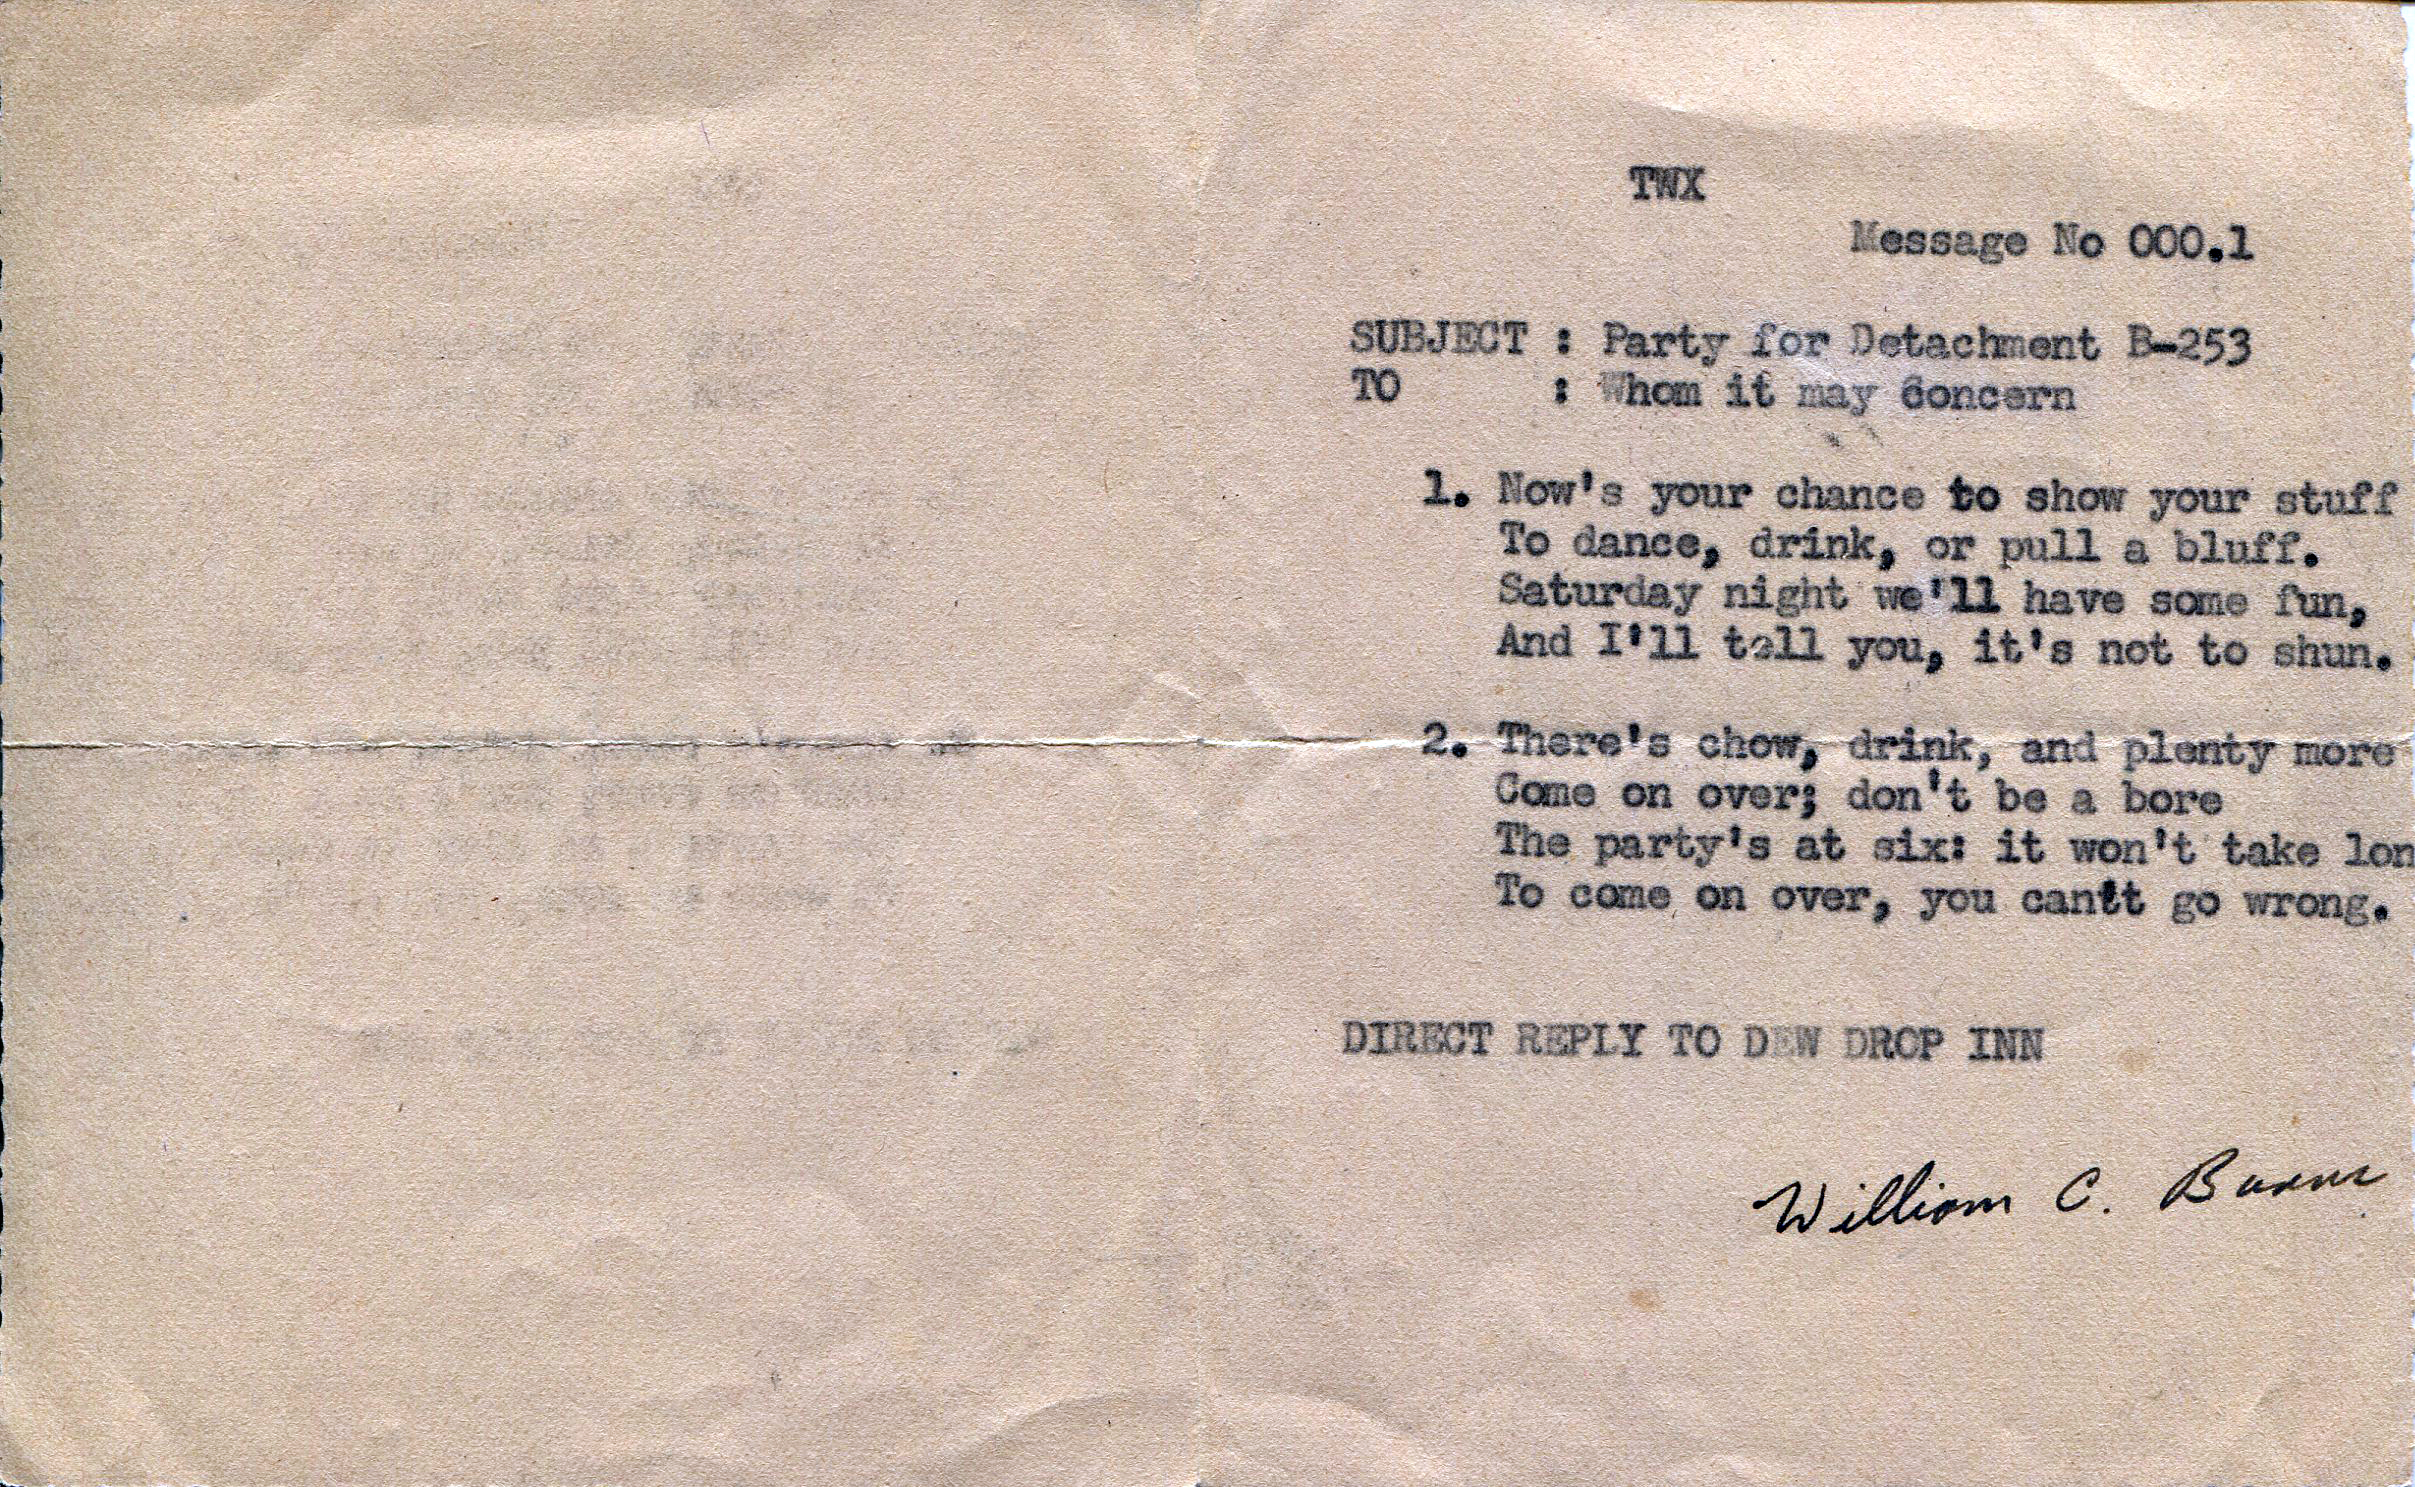 TWX
Message No 000.1
SUBJECT : Party for Detachment B-253
TO : Whom it may Concern
1. Now's your chance to show your stuff
To dance, drink, or pull a bluff.
Saturday night we'll have some fun,
And I'll tell you, it's not to shun.
2. There's chow, drink, and plenty more
Come on over; don't be a bore
The party's at six: it won't take lon
To come on over, you can't go wrong.
DIRECT REPLY TO DEW DROP INN
William C.